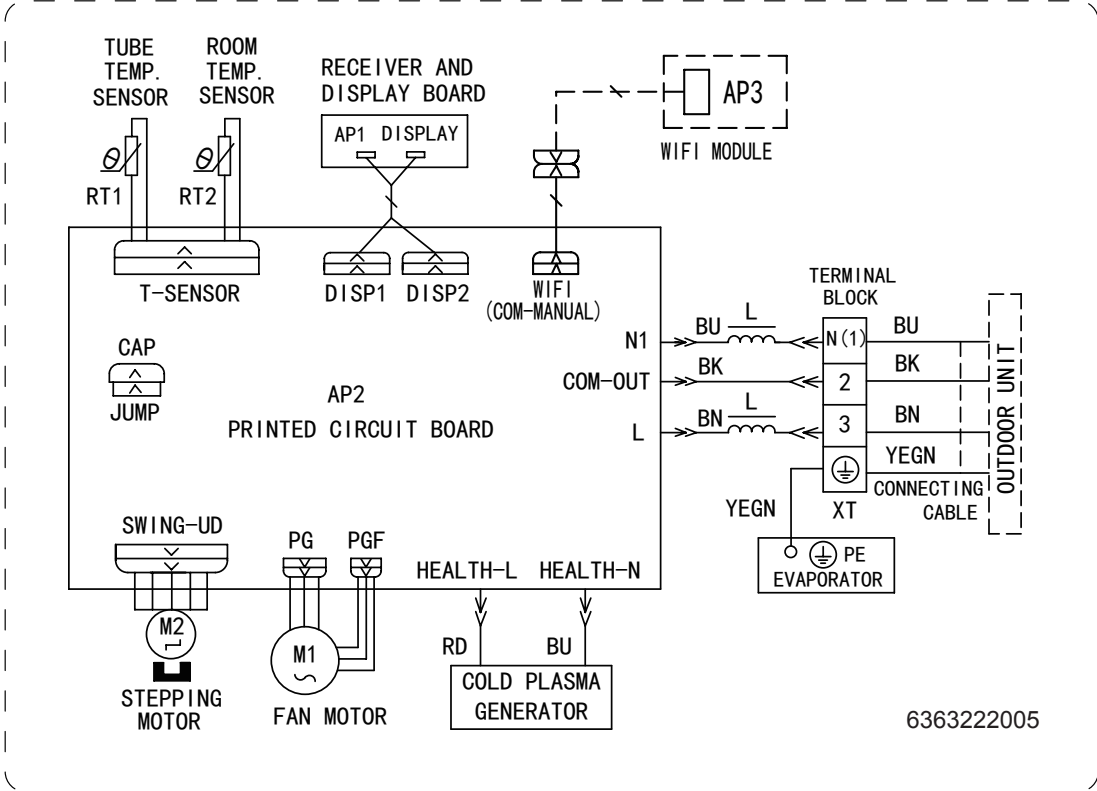 TUBE
TEMP.
SENSOR
ROOM
TEMP.
SENSOR
RECEIVER AND
DISPLAY BOARD
AP1 DISPLAY
AP3
WIFI MODULE
θ
RT1
θ
RT2
T-SENSOR
DISP1
DISP2
WIFI
(COM-MANUAL)
TERMINAL
BLOCK
CAP
JUMP
AP2
PRINTED CIRCUIT BOARD
N1
COM-OUT
L
BU
L
BK
BN
L
N(1)
2
3
XT
BU
BK
BN
YEGN
CONNECTING
CABLE
OUTDOOR UNIT
YEGN
PE
EVAPORATOR
SWING-UD
PG
PGF
HEALTH-L
HEALTH-N
M2
STEPPING
MOTOR
M1
FAN MOTOR
RD
BU
COLD PLASMA
GENERATOR
6363222005